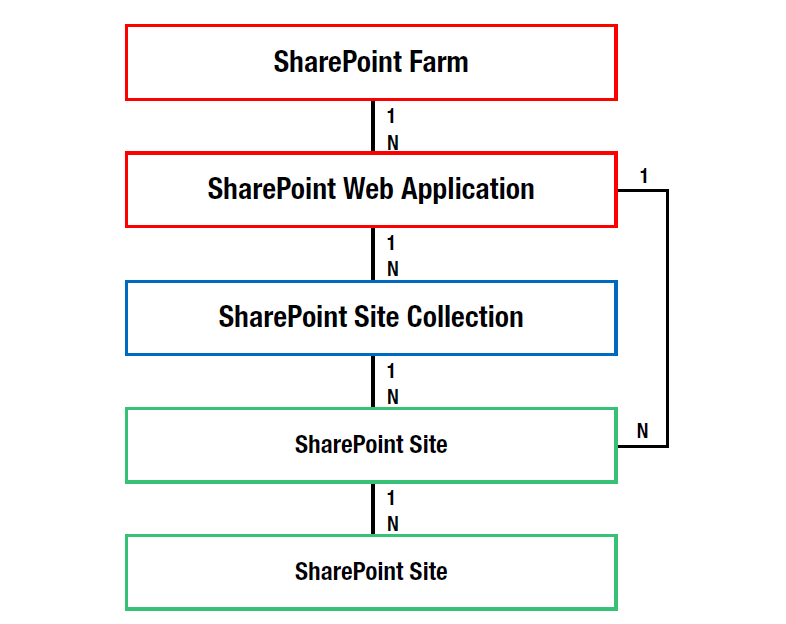 SharePoint Farm
1
N
SharePoint Web Application
1
1
N
SharePoint Site Collection
1
N
SharePoint Site
N
1
N
SharePoint Site